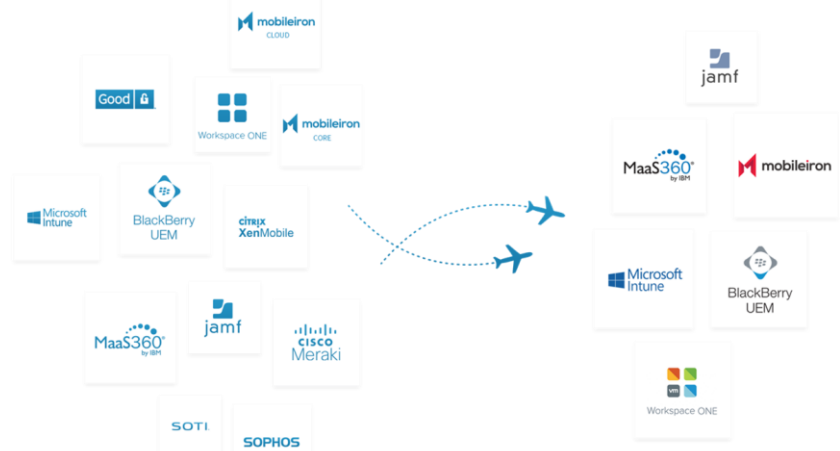 mobileiron
CLOUD
Good
Workspace ONE
mobileiron
CORE
Microsoft
Intune
BlackBerry
UEM
CITRIX
XenMobile
MaaS360®
by IBM
jamf
CISCO
Meraki
SOTI
SOPHOS
jamf
MaaS360®
by IBM
mobileiron
Microsoft
Intune
BlackBerry
UEM
vm
Workspace ONE